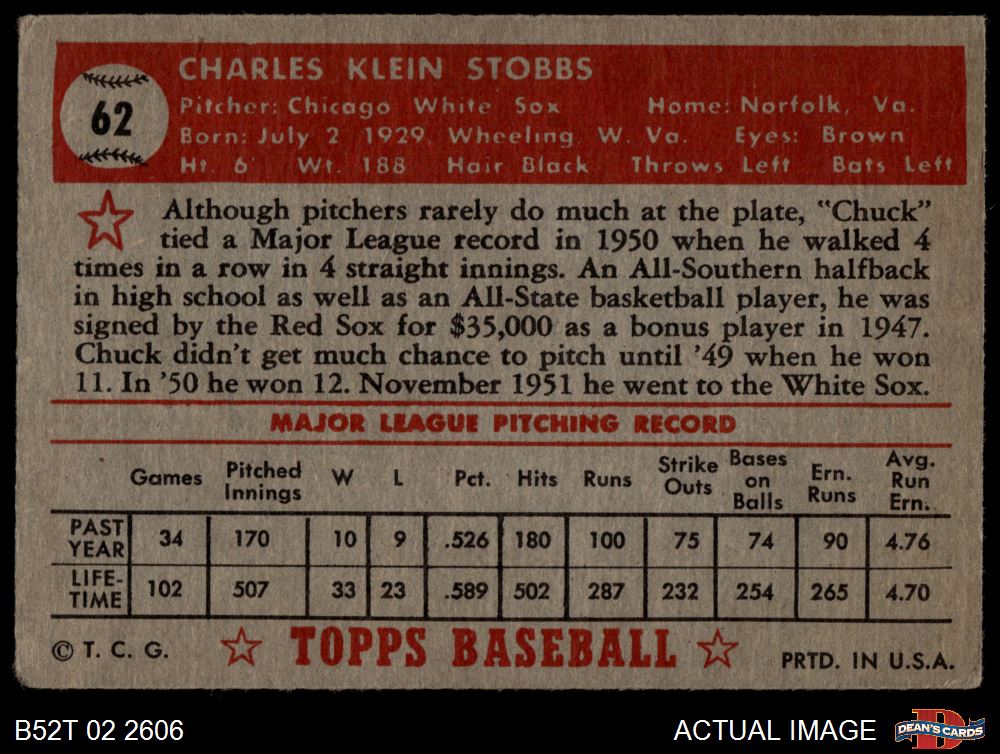 62
CHARLES KLEIN STOBBS
Pitcher: Chicago White Sox Home: Norfolk, Va.
Born: July 2 1929, Wheeling, W. Va. Eyes: Brown
Ht. 6' Wt. 188 Hair Black Throws Left Bats Left
Although pitchers rarely do much at the plate, "Chuck"
tied a Major League record in 1950 when he walked 4
times in a row in 4 straight innings. An All-Southern halfback
in high school as well as an All-State basketball player, he was
signed by the Red Sox for $35,000 as a bonus player in 1947.
Chuck didn't get much chance to pitch until '49 when he won
11. In '50 he won 12. November 1951 he went to the White Sox.
MAJOR LEAGUE PITCHING RECORD
Games Pitched Innings W L Pct. Hits Runs Strike Outs Bases on Balls Ern. Runs Avg. Run Ern.
PAST YEAR 34 170 10 9 .526 180 100 75 74 90 4.76
LIFE-TIME 102 507 33 23 .589 502 287 232 254 265 4.70
© T. C. G. TOPPS BASEBALL PRTD. IN U.S.A.
B52T 02 2606 ACTUAL IMAGE DEAN'S CARDS